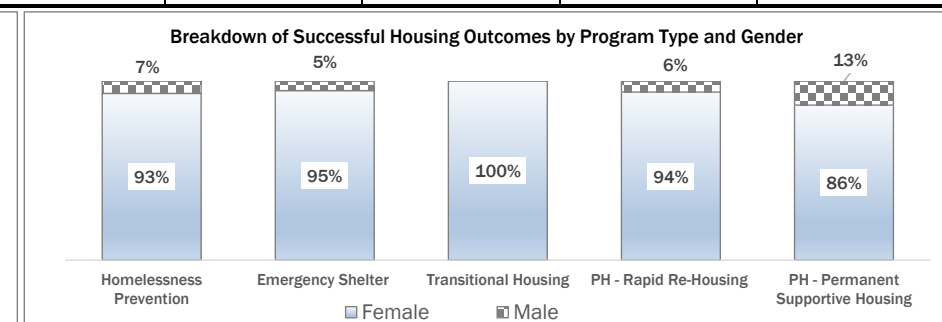 Breakdown of Successful Housing Outcomes by Program Type and Gender
7%
5%
6%
13%
93%
95%
100%
94%
86%
Homelessness
Prevention
Emergency Shelter
Transitional Housing
PH - Rapid Re-Housing
PH - Permanent
Supportive Housing
Female
Male